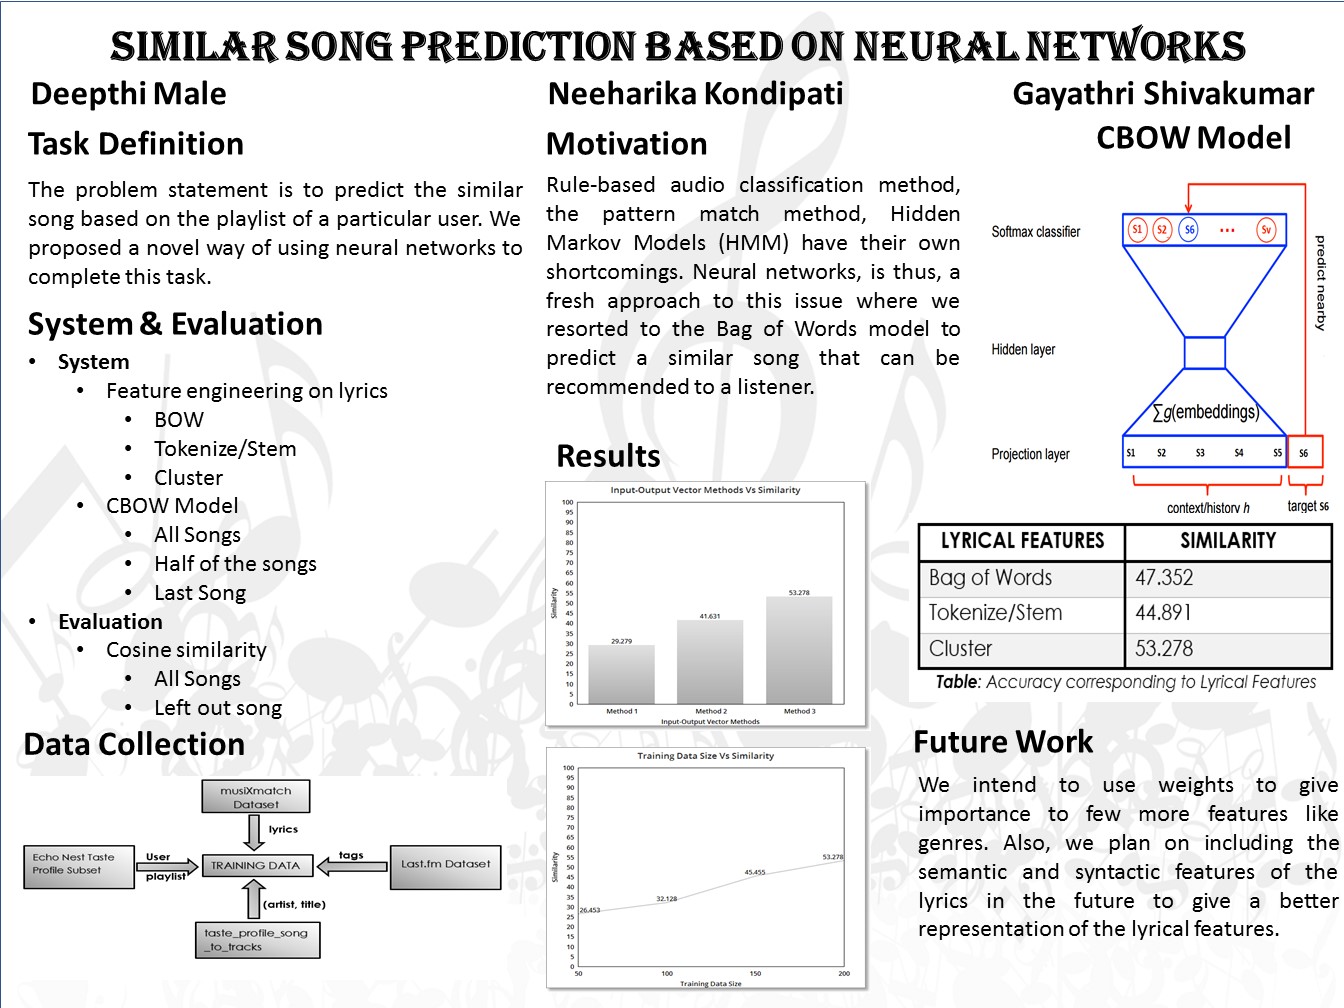 SIMILAR SONG PREDICTION BASED ON NEURAL NETWORKS
Deepthi Male
Neeharika Kondipati
Gayathri Shivakumar
Task Definition
The problem statement is to predict the similar
song based on the playlist of a particular user. We
proposed a novel way of using neural networks to
complete this task.
System & Evaluation
• System
• Feature engineering on lyrics
• BOW
• Tokenize/Stem
• Cluster
• CBOW Model
• All Songs
• Half of the songs
• Last Song
• Evaluation
• Cosine similarity
• All Songs
• Left out song
Data Collection
musiXmatch
Dataset
lyrics
Echo Nest Taste
Profile Subset
User
playlist
TRAINING DATA
tags
Last.fm Dataset
(artist, title)
taste_profile_song
_to_tracks
Motivation
Rule-based audio classification method,
the pattern match method, Hidden
Markov Models (HMM) have their own
shortcomings. Neural networks, is thus, a
fresh approach to this issue where we
resorted to the Bag of Words model to
predict a similar song that can be
recommended to a listener.
Results
Input-Output Vector Methods Vs Similarity
100
95
90
85
80
75
70
65
60
55
50
45
40
35
30
25
20
15
10
5
0
Similarity
29.279
41.631
53.278
Method 1 Method 2 Method 3
Input-Output Vector Methods
Training Data Size Vs Similarity
100
95
90
85
80
75
70
65
60
55
50
45
40
35
30
25
20
15
10
5
0
Similarity
26.453
32.128
45.455
53.278
50 100 150 200
Training Data Size
CBOW Model
Softmax classifier
S1 S2 S6 ... Sv
predict nearby
Hidden layer
∑g(embeddings)
Projection layer
S1 S2 S3 S4 S5 S6
context/history h
target s6
LYRICAL FEATURES SIMILARITY
Bag of Words 47.352
Tokenize/Stem 44.891
Cluster 53.278
Table: Accuracy corresponding to Lyrical Features
Future Work
We intend to use weights to give
importance to few more features like
genres. Also, we plan on including the
semantic and syntactic features of the
lyrics in the future to give a better
representation of the lyrical features.